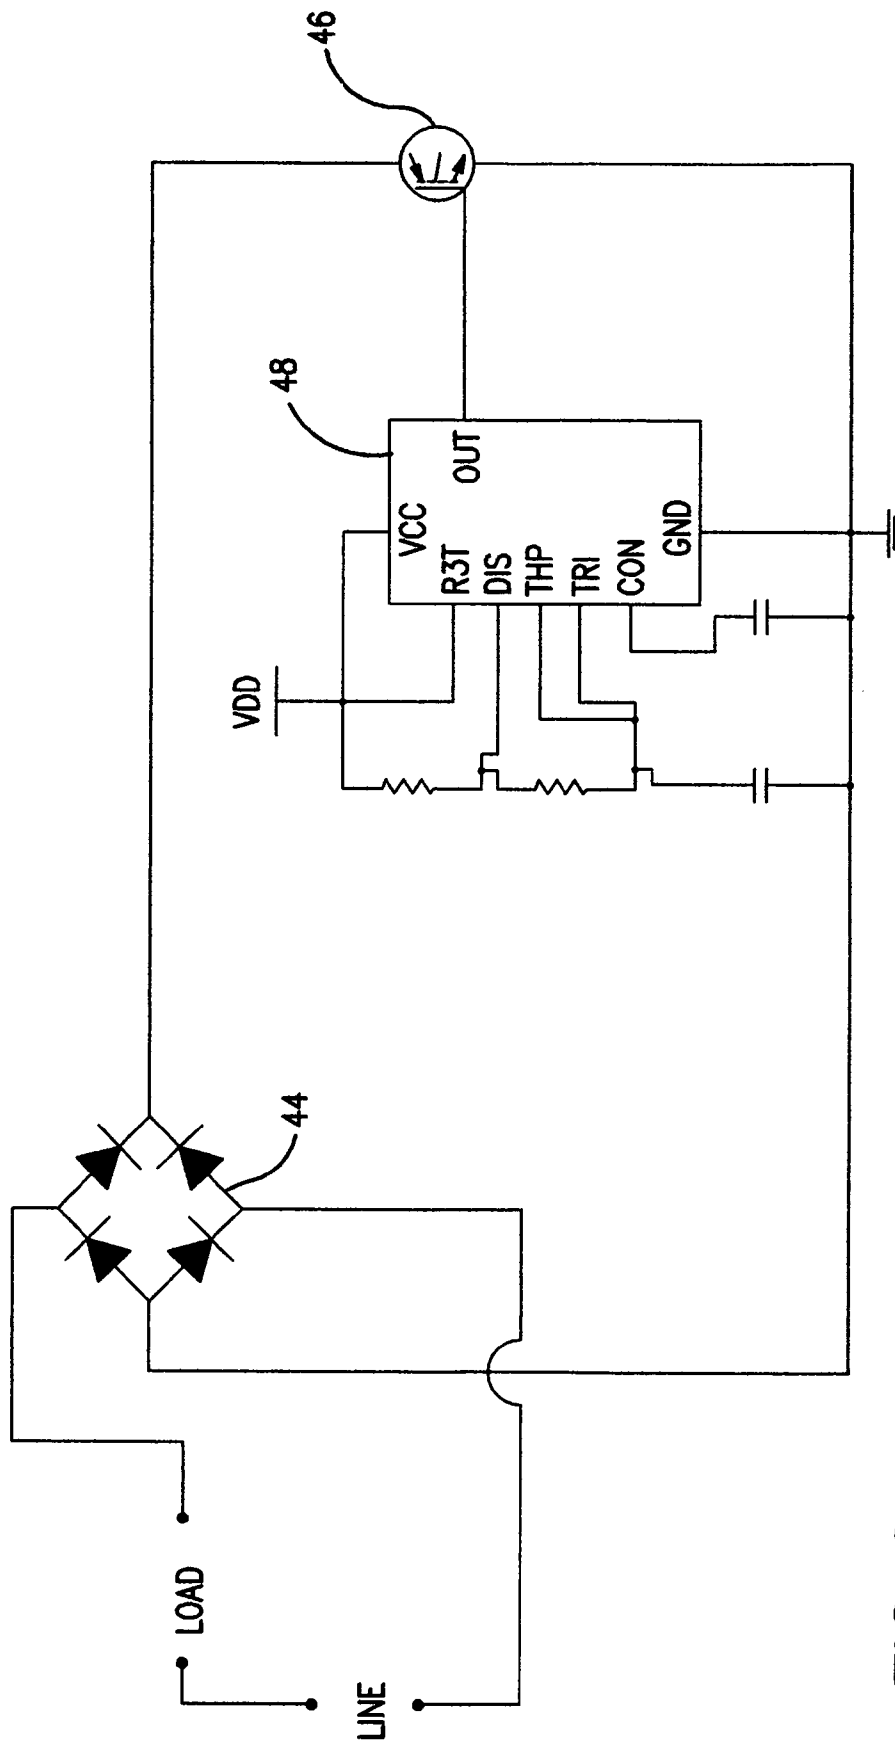 46
48
VCC
OUT
R3T
DIS
THP
TRI
CON
GND
VDD
44
LOAD
LINE